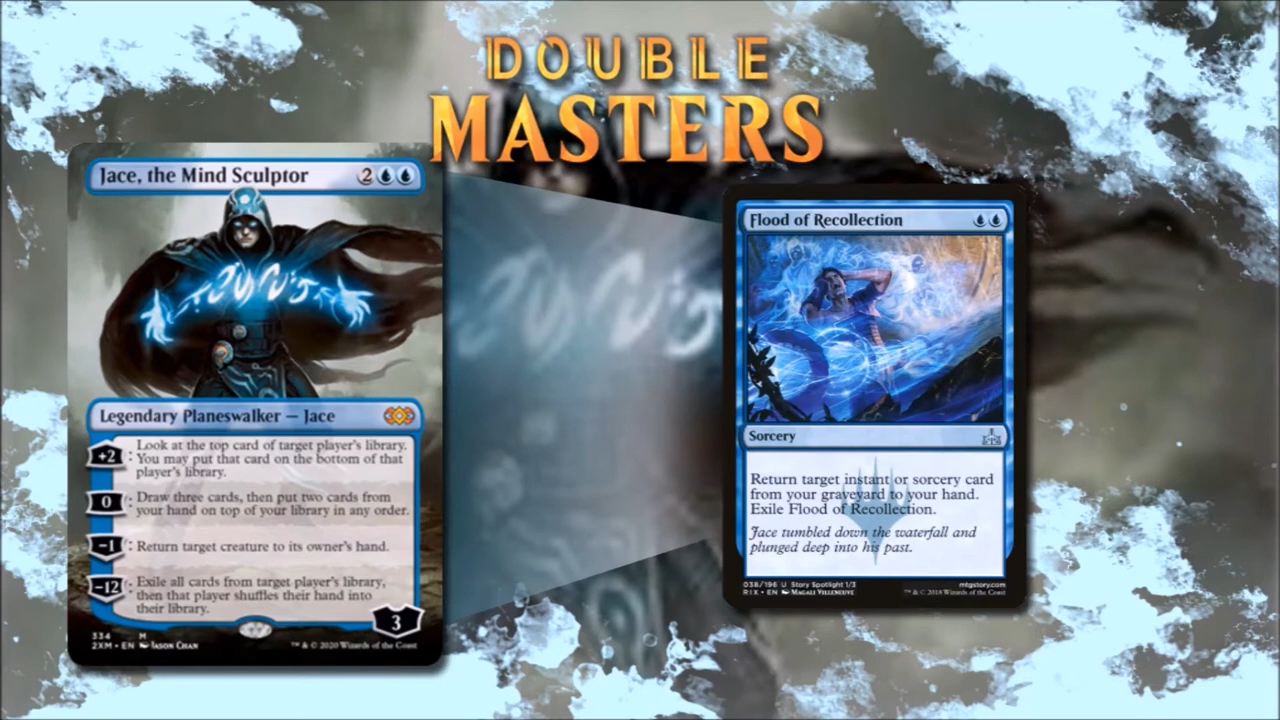 DOUBLE
MASTERS
Jace, the Mind Sculptor 2
Legendary Planeswalker — Jace
+2 : Look at the top card of target player's library.
You may put that card on the bottom of that
player's library.
0 : Draw three cards, then put two cards from
your hand on top of your library in any order.
−1 : Return target creature to its owner's hand.
−12 : Exile all cards from target player's library,
then that player shuffles their hand into
their library.
3
334 M
2XM • EN Jason Chan ™ & © 2020 Wizards of the Coast
Flood of Recollection
Sorcery
Return target instant or sorcery card
from your graveyard to your hand.
Exile Flood of Recollection.
Jace tumbled down the waterfall and
plunged deep into his past.
038/196 U Story Spotlight 1/3 mtgstory.com
RIX • EN Magali Villeneuve ™ & © 2018 Wizards of the Coast